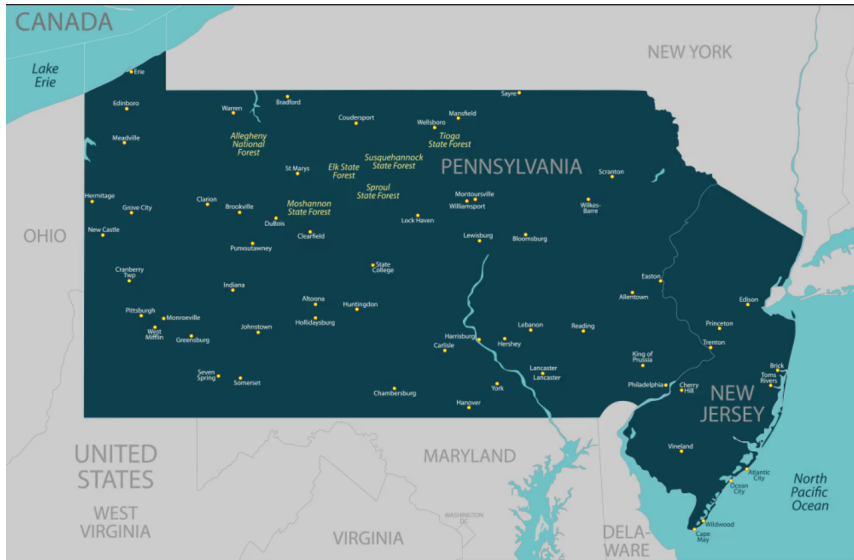 CANADA
Lake
Erie
NEW YORK
Erie
Edinboro
Meadville
Warren
Bradford
Coudersport
Wellsboro
Mansfield
Sayre
Allegheny
National
Forest
Tioga
State Forest
Susquehannock
State Forest
Elk State
Forest
Sproul
State Forest
Moshannon
State Forest
PENNSYLVANIA
St Marys
Scranton
Hermitage
Grove City
Clarion
Brookville
DuBois
Clearfield
Lock Haven
Montoursville
Williamsport
Wilkes-
Barre
OHIO
New Castle
Punxoutawney
Lewisburg
Bloomsburg
State
College
Cranberry
Twp
Indiana
Altoona
Hollidaysburg
Huntingdon
Easton
Allentown
Edison
Pittsburgh
Monroeville
West
Mifflin
Greensburg
Johnstown
Harrisburg
Carlisle
Hershey
Lebanon
Reading
Princeton
Trenton
King of
Prussia
Seven
Spring
Somerset
Chambersburg
York
Hanover
Lancaster
Lancaster
Philadelphia
Cherry
Hill
Brick
Toms
Rivers
NEW
JERSEY
Vineland
Atlantic
City
Ocean
City
Wildwood
Cape
May
UNITED
STATES
WEST
VIRGINIA
VIRGINIA
MARYLAND
WASHINGTON
DC
DELA-
WARE
North
Pacific
Ocean